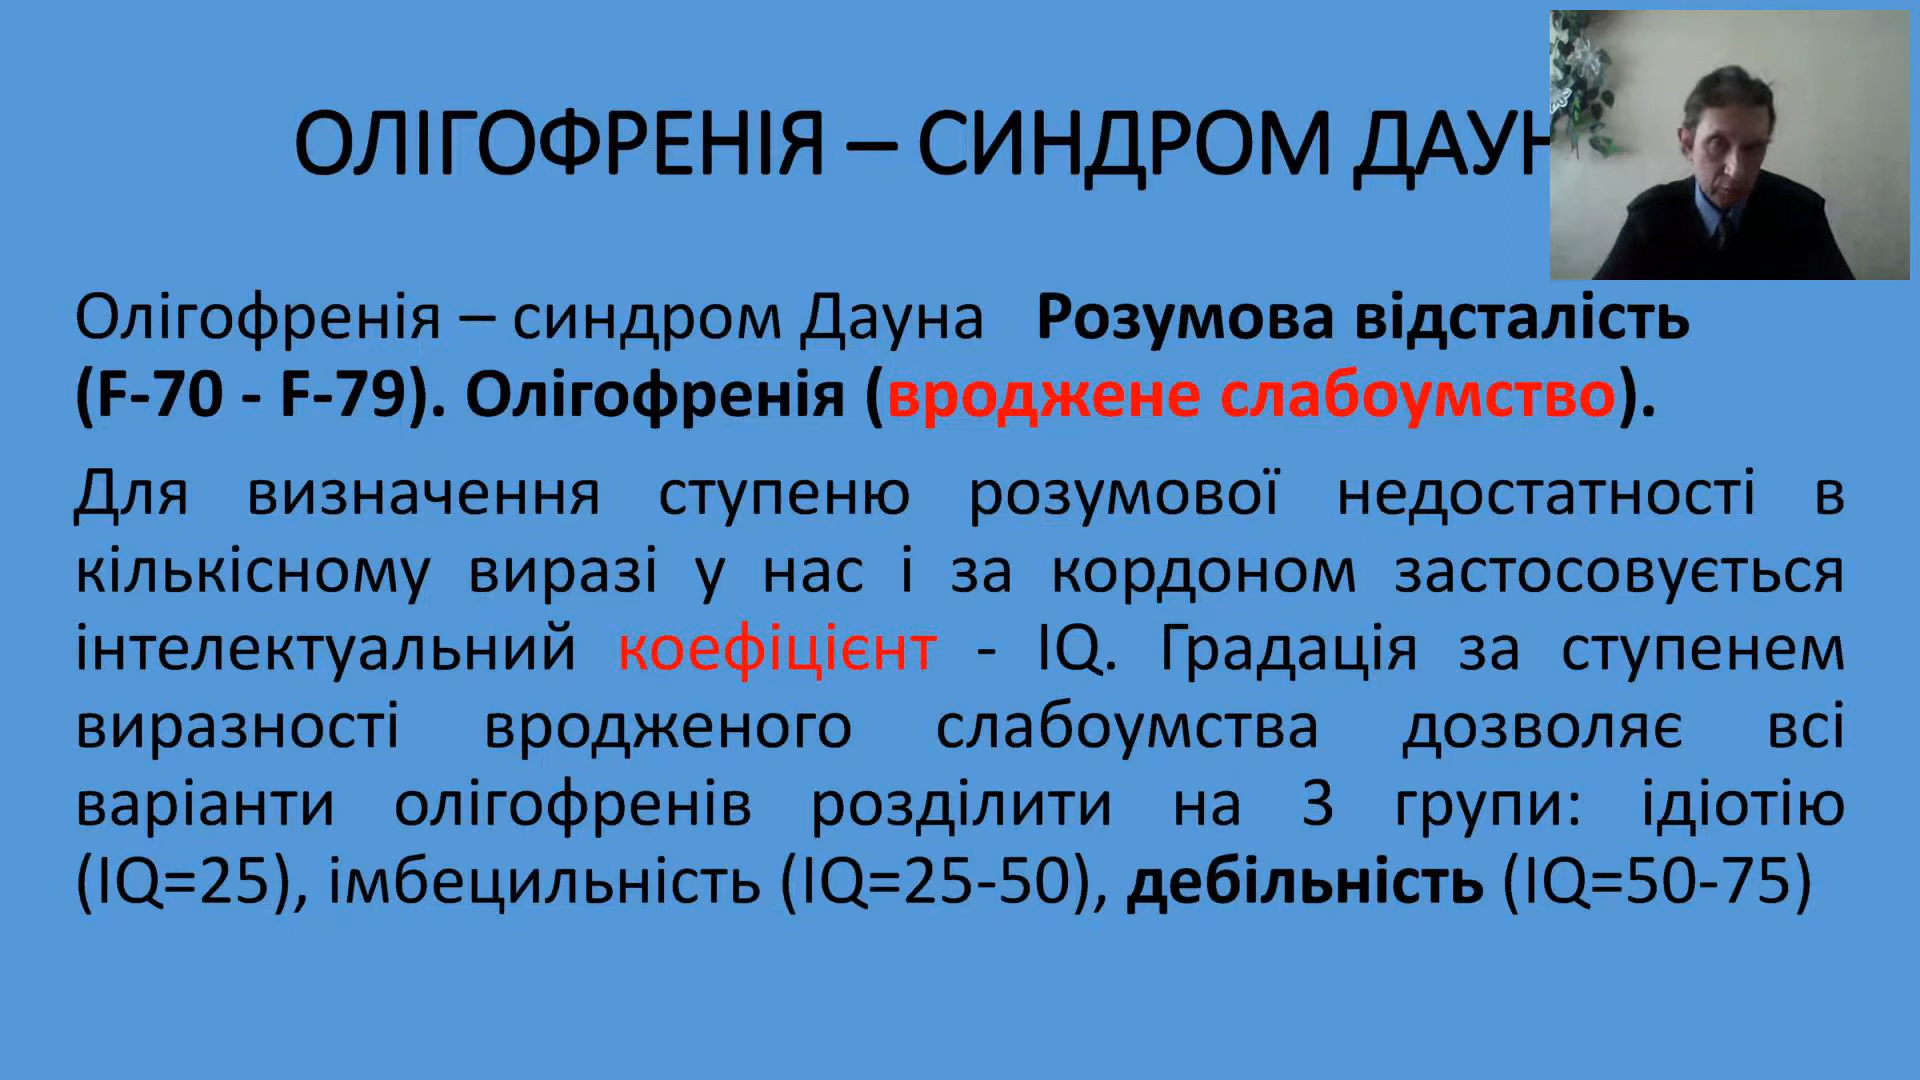 ОЛІГОФРЕНІЯ – СИНДРОМ
Олігофренія – синдром Дауна Розумова відсталість
(F-70 - F-79). Олігофренія (вроджене слабоумство).
Для визначення ступеню розумової недостатності в
кількісному виразі у нас і за кордоном застосовується
інтелектуальний коефіцієнт - IQ. Градація за ступенем
виразності вродженого слабоумства дозволяє всі
варіанти олігофренів розділити на 3 групи: ідіотію
(IQ=25), імбецильність (IQ=25-50), дебільність (IQ=50-75)